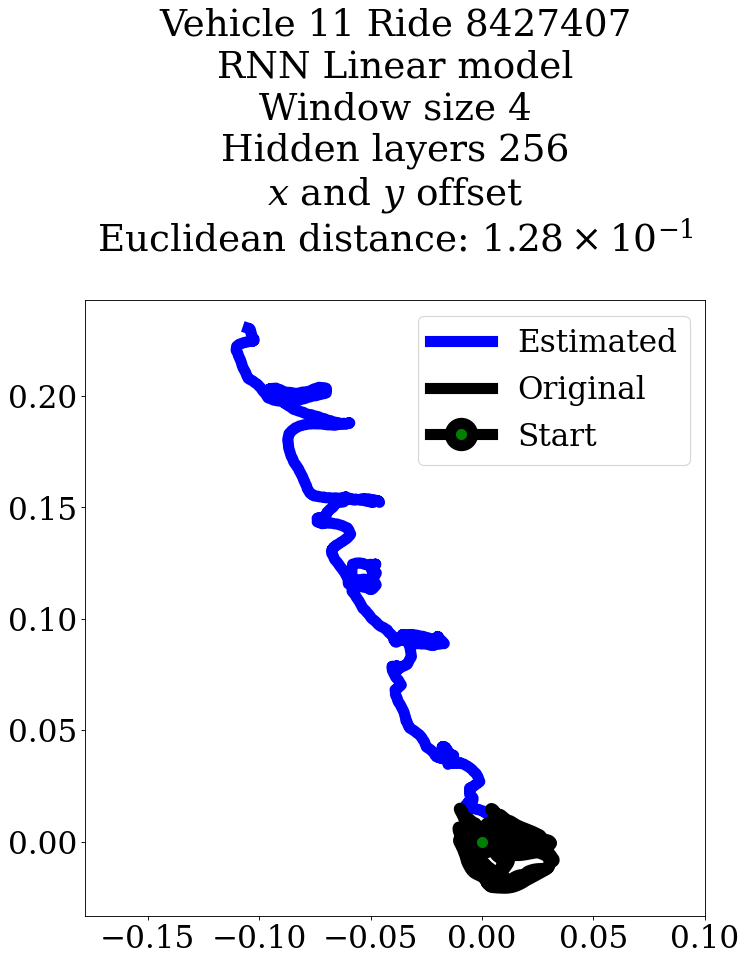 Vehicle 11 Ride 8427407
RNN Linear model
Window size 4
Hidden layers 256
x and y offset
Euclidean distance: 1.28 × 10⁻¹
Estimated
Original
Start
0.20
0.15
0.10
0.05
0.00
−0.15 −0.10 −0.05 0.00 0.05 0.10